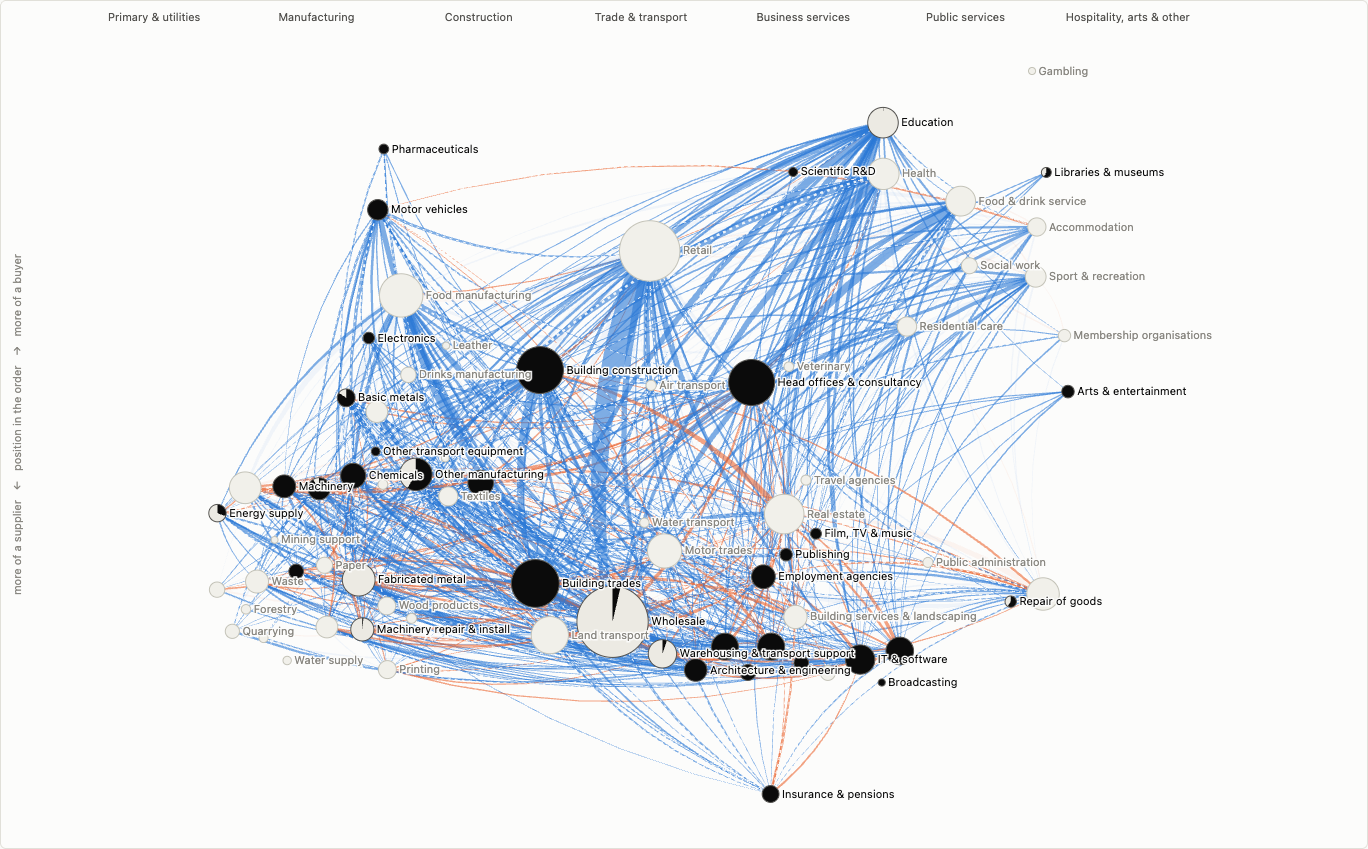 Primary & utilities
Manufacturing
Construction
Trade & transport
Business services
Public services
Hospitality, arts & other
more of a supplier ← position in the order → more of a buyer
Gambling
Education
Pharmaceuticals
Scientific R&D
Health
Libraries & museums
Food & drink service
Motor vehicles
Accommodation
Retail
Social work
Sport & recreation
Food manufacturing
Residential care
Membership organisations
Electronics
Leather
Veterinary
Building construction
Drinks manufacturing
Air transport
Head offices & consultancy
Arts & entertainment
Basic metals
Other transport equipment
Chemicals
Other manufacturing
Travel agencies
Machinery
Textiles
Energy supply
Real estate
Water transport
Film, TV & music
Mining support
Motor trades
Publishing
Public administration
Paper
Employment agencies
Waste
Fabricated metal
Building trades
Repair of goods
Forestry
Wood products
Building services & landscaping
Wholesale
Quarrying
Machinery repair & install
Land transport
Warehousing & transport support
Water supply
IT & software
Printing
Architecture & engineering
Broadcasting
Insurance & pensions